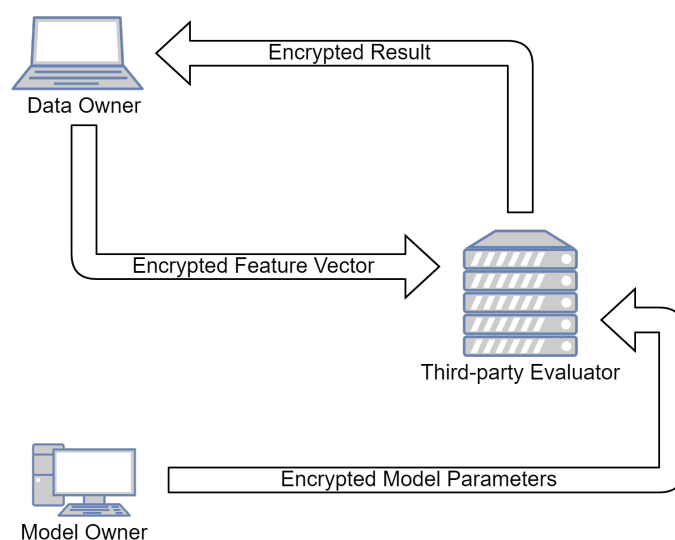 Encrypted Result
Data Owner
Encrypted Feature Vector
Third-party Evaluator
Encrypted Model Parameters
Model Owner